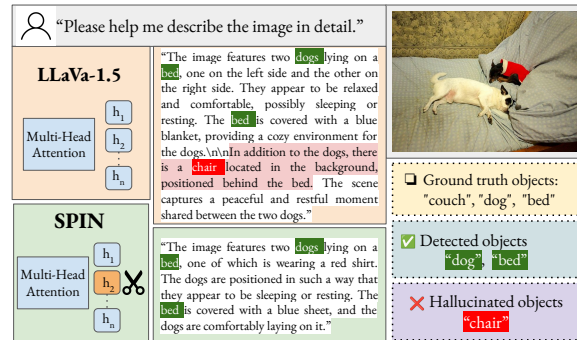 “Please help me describe the image in detail.”
LLaVa-1.5
Multi-Head
Attention
h1
h2
hn
“The image features two dogs lying on a
bed, one on the left side and the other on
the right side. They appear to be relaxed
and comfortable, possibly sleeping or
resting. The bed is covered with a blue
blanket, providing a cozy environment for
the dogs.\n\nIn addition to the dogs, there
is a chair located in the background,
positioned behind the bed. The scene
captures a peaceful and restful moment
shared between the two dogs.”
SPIN
Multi-Head
Attention
h1
h2
hn
“The image features two dogs lying on a
bed, one of which is wearing a red shirt.
The dogs are positioned in such a way that
they appear to be sleeping or resting. The
bed is covered with a blue sheet, and the
dogs are comfortably laying on it.”
Ground truth objects:
"couch", "dog", "bed"
Detected objects
“dog”, “bed”
Hallucinated objects
“chair”